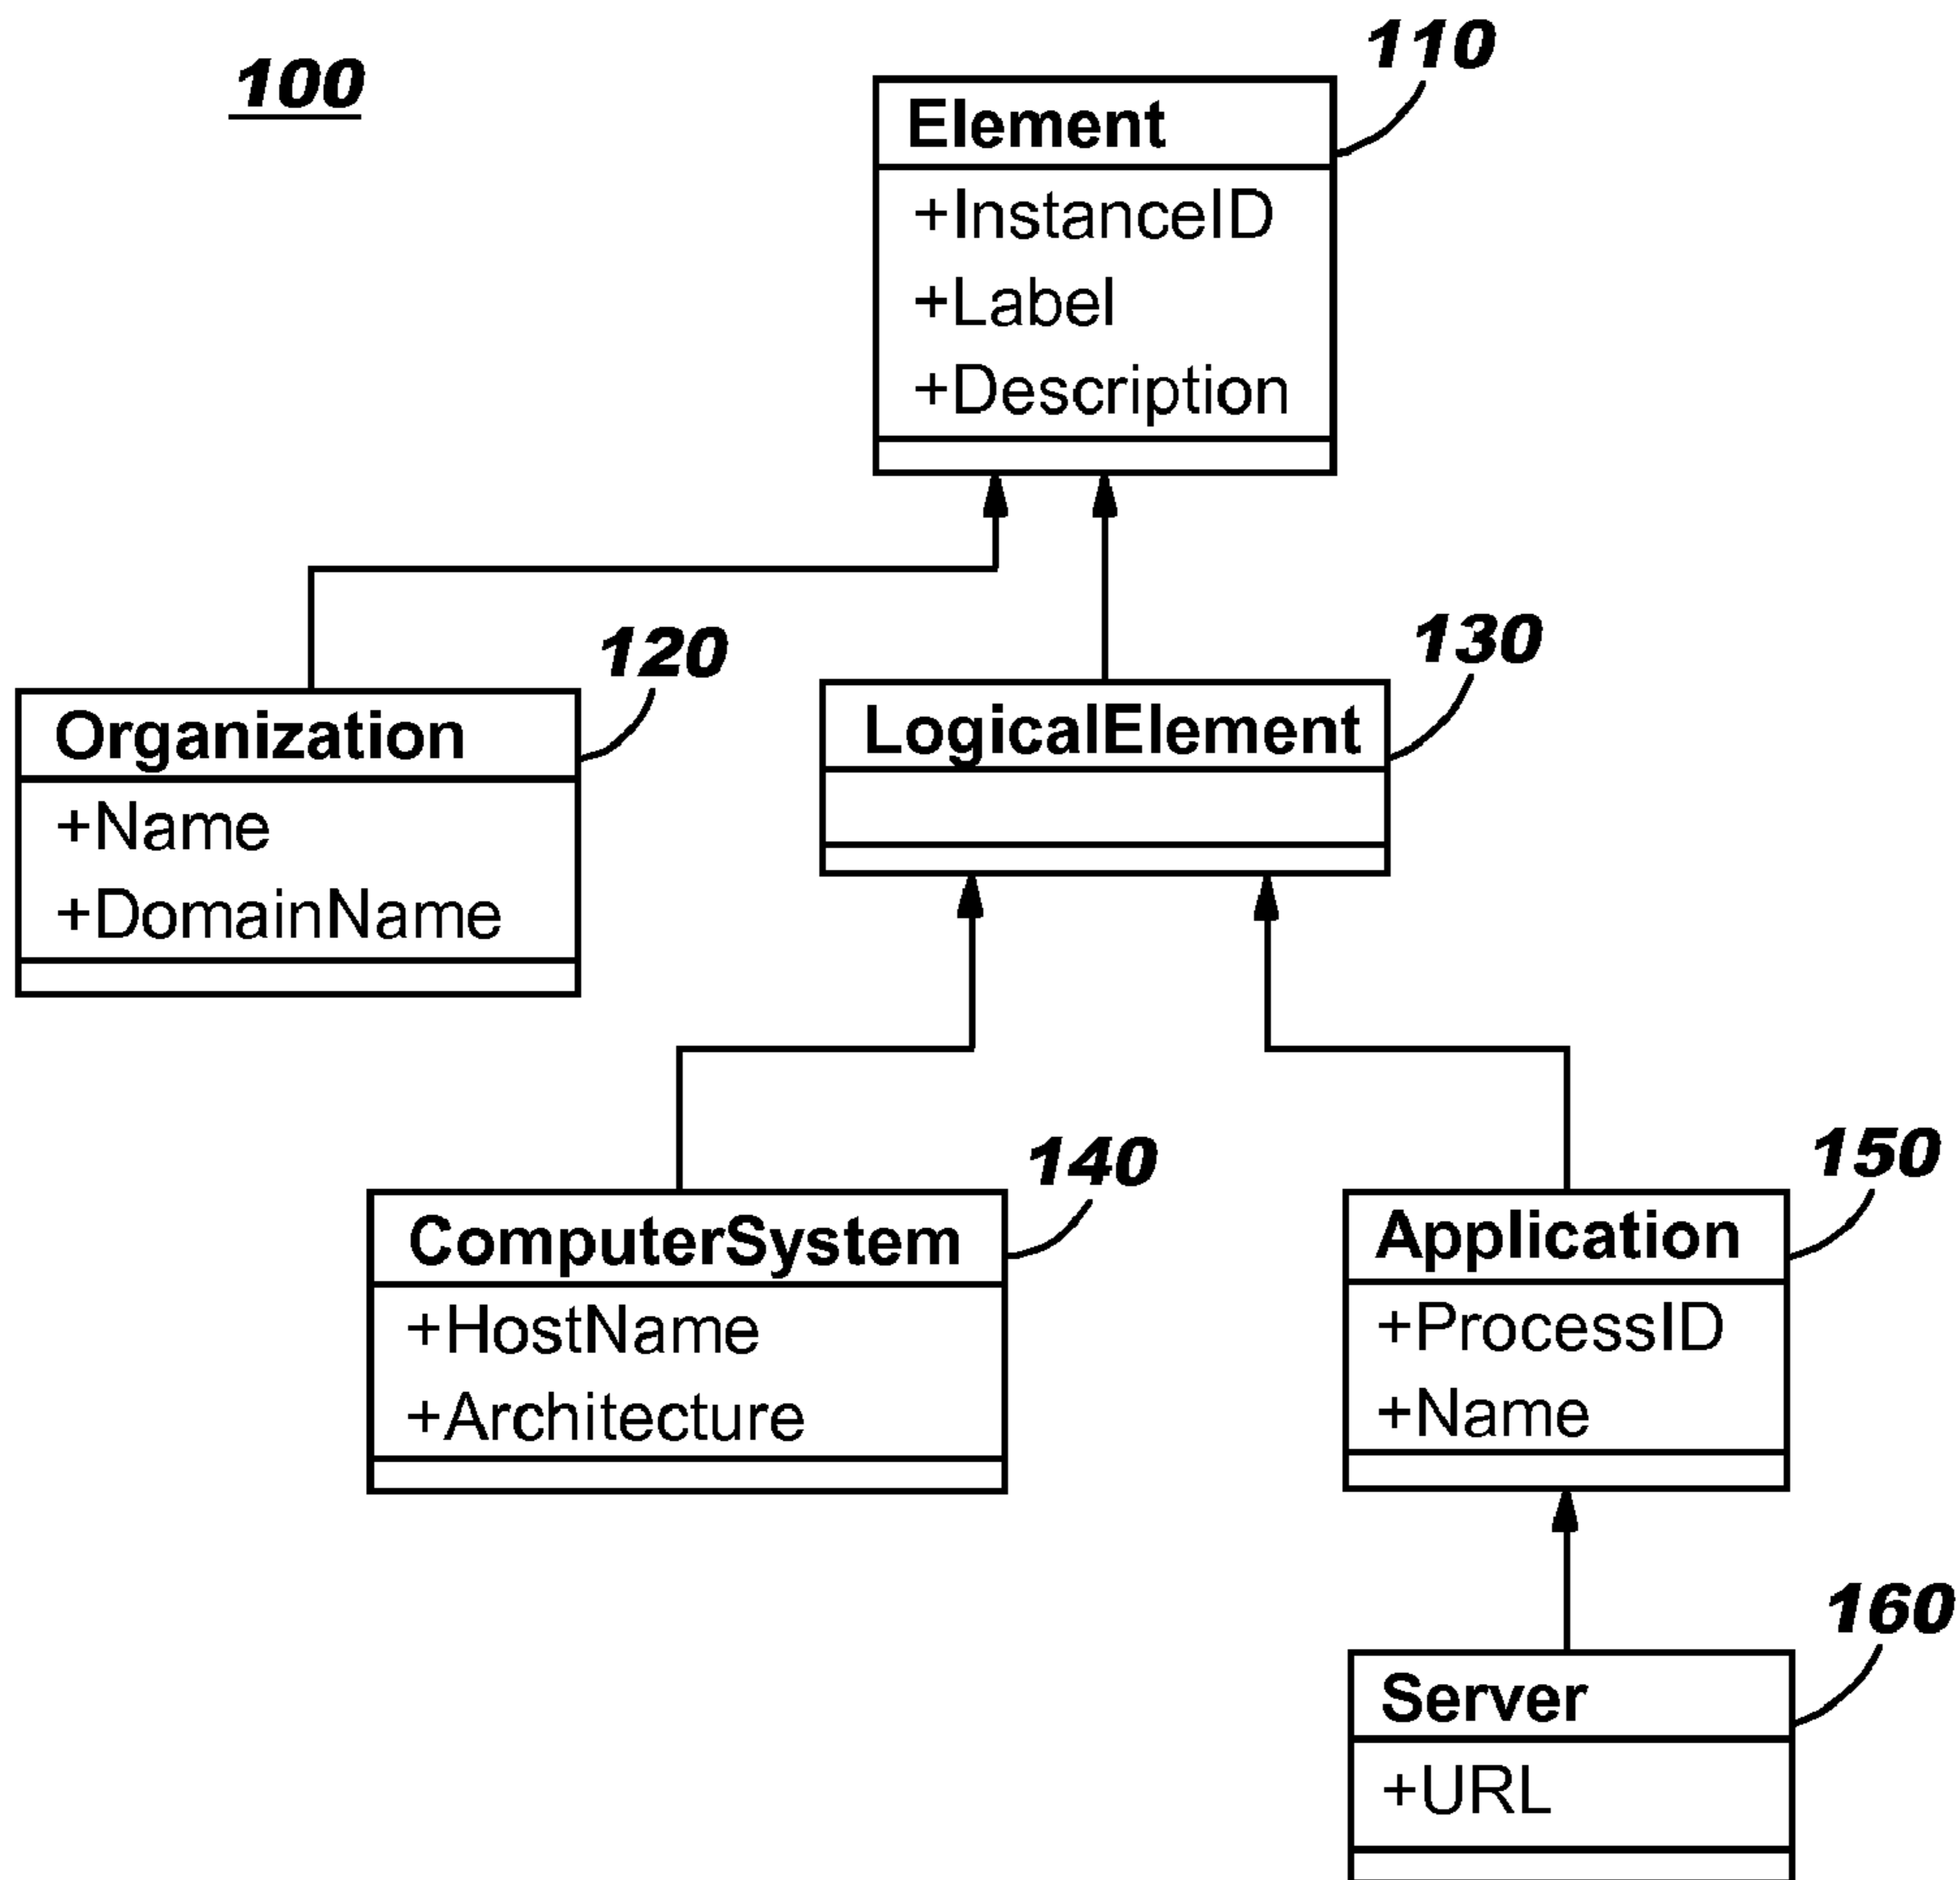 100
110
Element
+InstanceID
+Label
+Description
120
130
Organization
+Name
+DomainName
LogicalElement
140
150
ComputerSystem
+HostName
+Architecture
Application
+ProcessID
+Name
160
Server
+URL